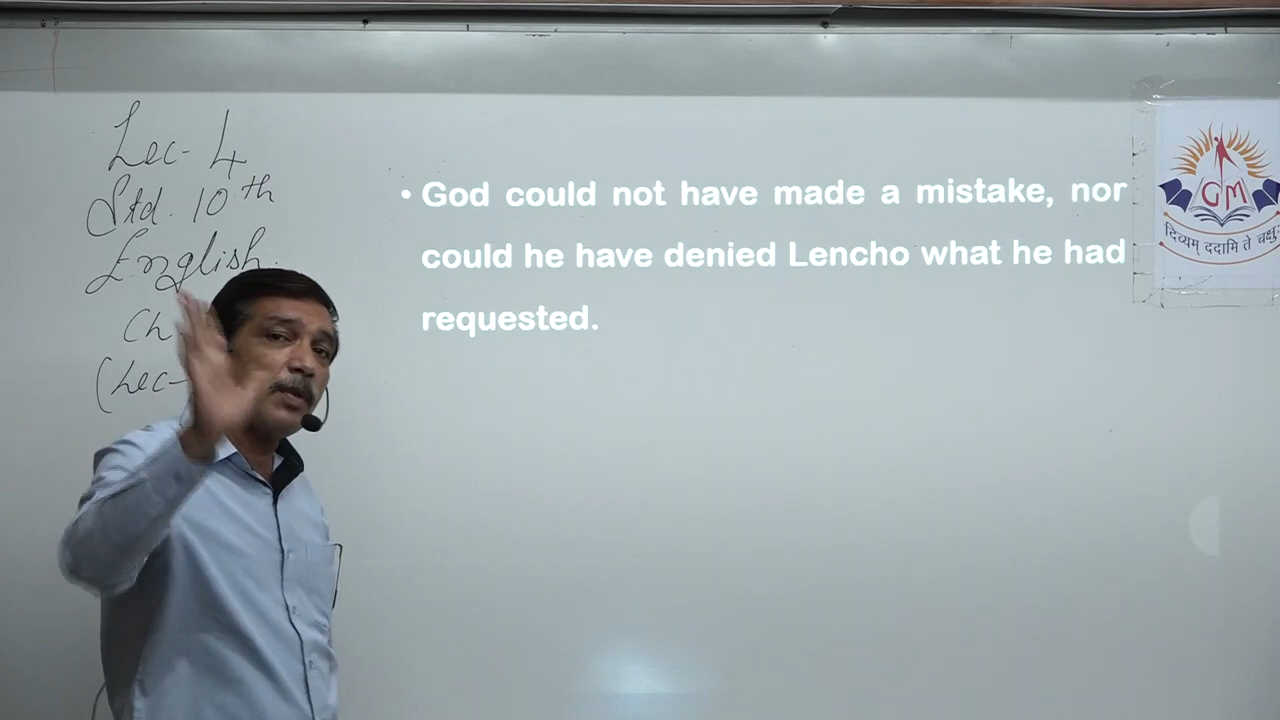 Lec- 4
Std. 10th
English
Ch
(Lec-
• God could not have made a mistake, nor
could he have denied Lencho what he had
requested.
GM
दिव्यम् ददामि ते चक्षु: